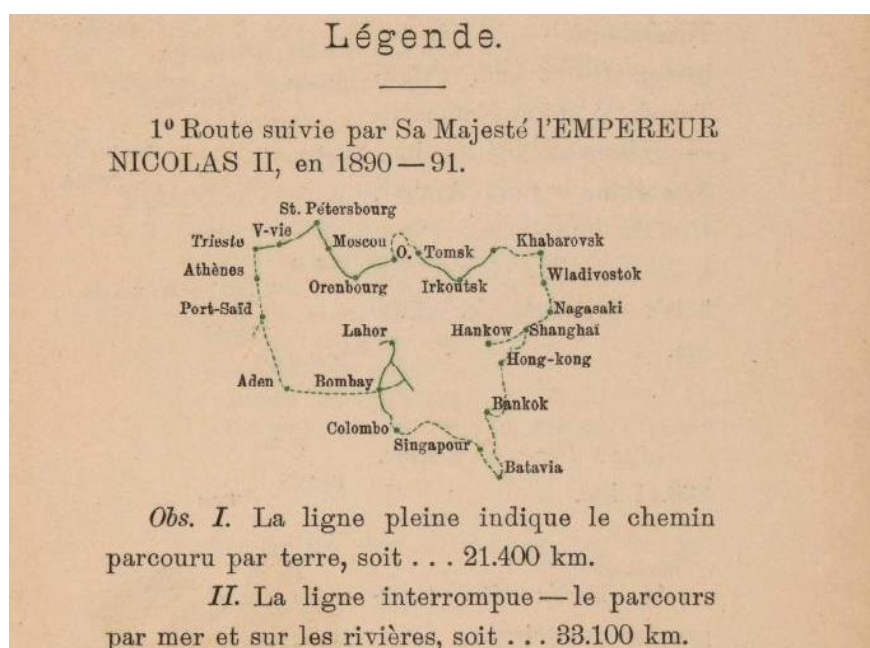 Légende.
1⁰ Route suivie par Sa Majesté l'EMPEREUR
NICOLAS II, en 1890—91.
St. Pétersbourg
V-vie
Trieste
Moscou
O.
Tomsk
Khabarovsk
Athènes
Orenbourg
Irkoutsk
Wladivostok
Port-Saïd
Nagasaki
Lahor
Hankow
Shanghaï
Hong-kong
Aden
Bombay
Bankok
Colombo
Singapour
Batavia
Obs. I. La ligne pleine indique le chemin
parcouru par terre, soit . . . 21.400 km.
II. La ligne interrompue — le parcours
par mer et sur les rivières, soit . . . 33.100 km.